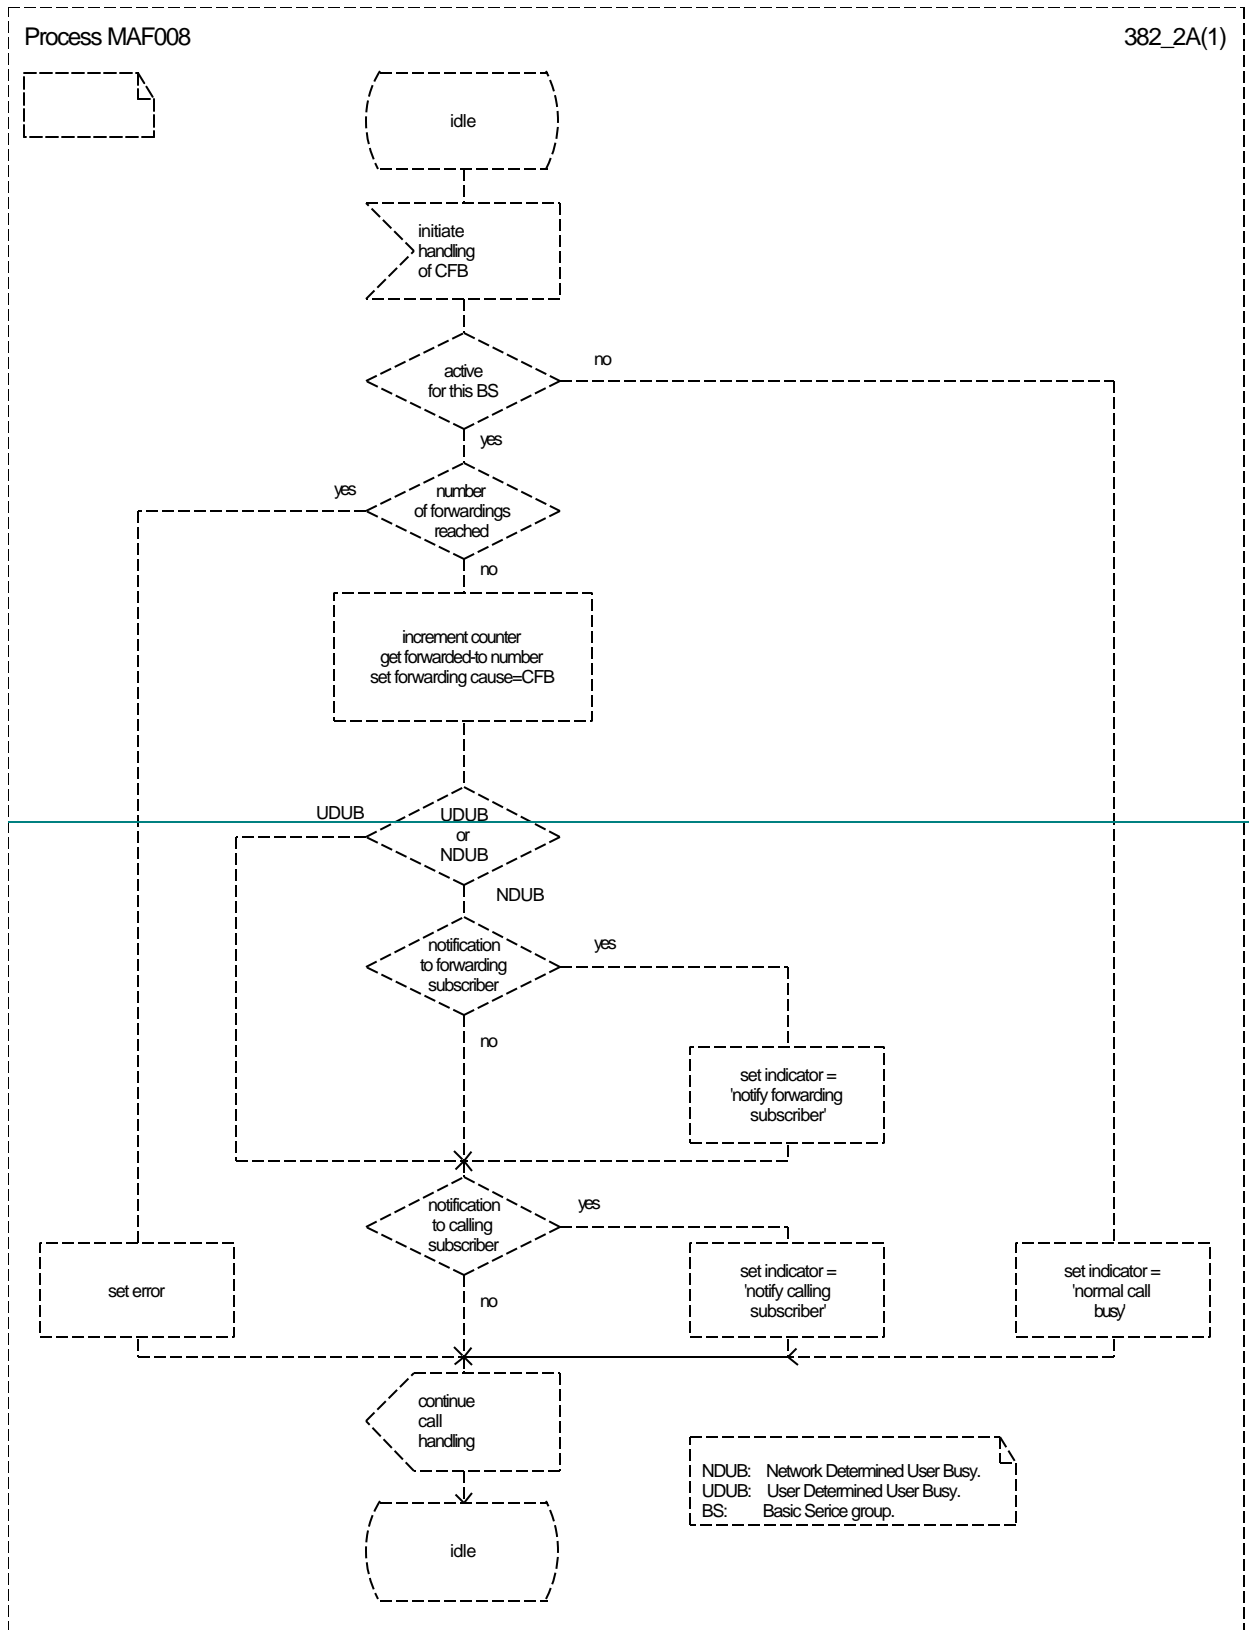 Process MAF008
382_2A(1)
idle
initiate
handling
of CFB
active
for this BS
no
yes
number
of forwardings
reached
yes
no
increment counter
get forwarded-to number
set forwarding cause=CFB
UDUB
UDUB
or
NDUB
NDUB
notification
to forwarding
subscriber
yes
no
set indicator =
'notify forwarding
subscriber'
notification
to calling
subscriber
yes
no
set error
set indicator =
'notify calling
subscriber'
set indicator =
'normal call
busy'
continue
call
handling
NDUB: Network Determined User Busy.
UDUB: User Determined User Busy.
BS: Basic Serice group.
idle